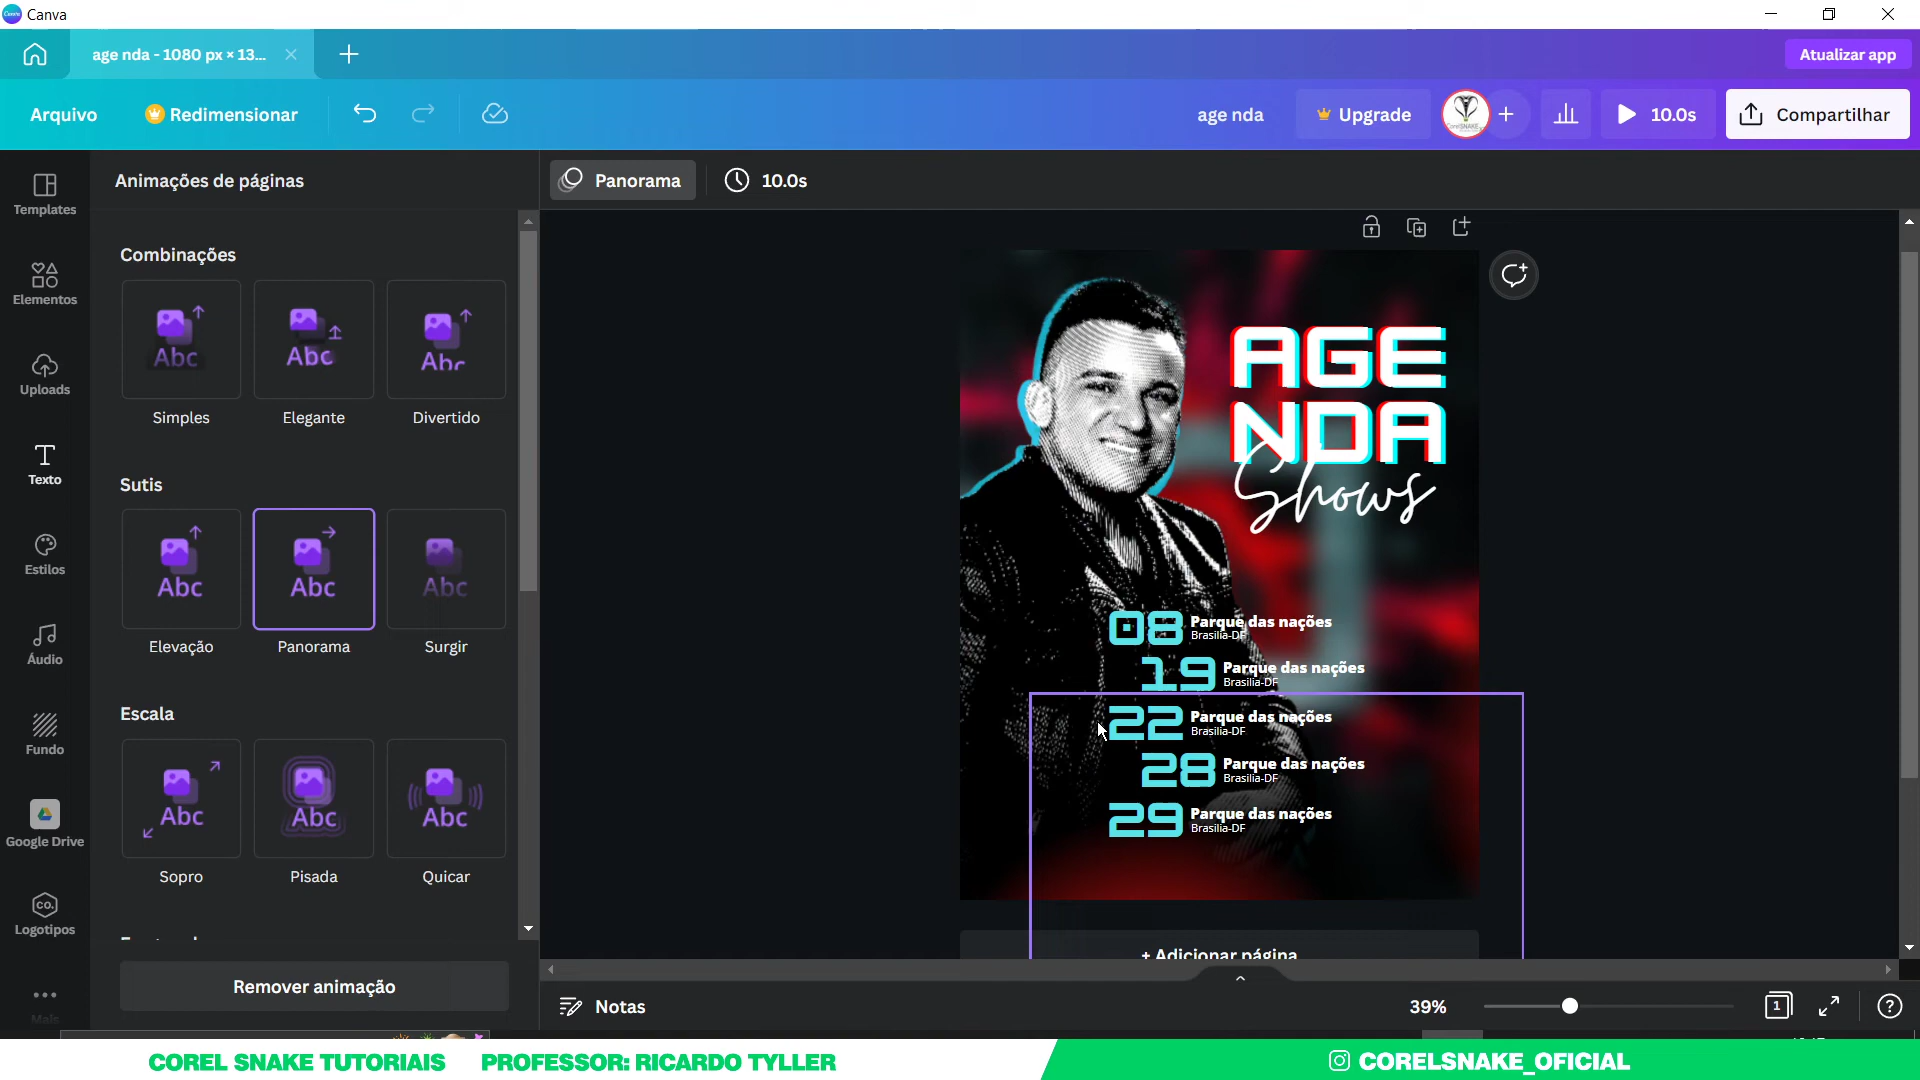 Canva
age nda - 1080 px × 13...
Atualizar app
Arquivo
Redimensionar
age nda
Upgrade
10.0s
Compartilhar
Animações de páginas
Panorama
10.0s
Templates
Elementos
Uploads
Texto
Estilos
Áudio
Fundo
Google Drive
CO.
Logotipos
Mais
Combinações
Abc
Abc
Abc
Simples
Elegante
Divertido
Sutis
Abc
Abc
Abc
Elevação
Panorama
Surgir
Escala
Abc
Abc
Abc
Sopro
Pisada
Quicar
Remover animação
AGE
NDA
Shows
08 Parque das nações
Brasilia-DF
19 Parque das nações
Brasilia-DF
22 Parque das nações
Brasilia-DF
28 Parque das nações
Brasilia-DF
29 Parque das nações
Brasilia-DF
+ Adicionar página
Notas
39%
1
COREL SNAKE TUTORIAIS
PROFESSOR: RICARDO TYLLER
CORELSNAKE_OFICIAL